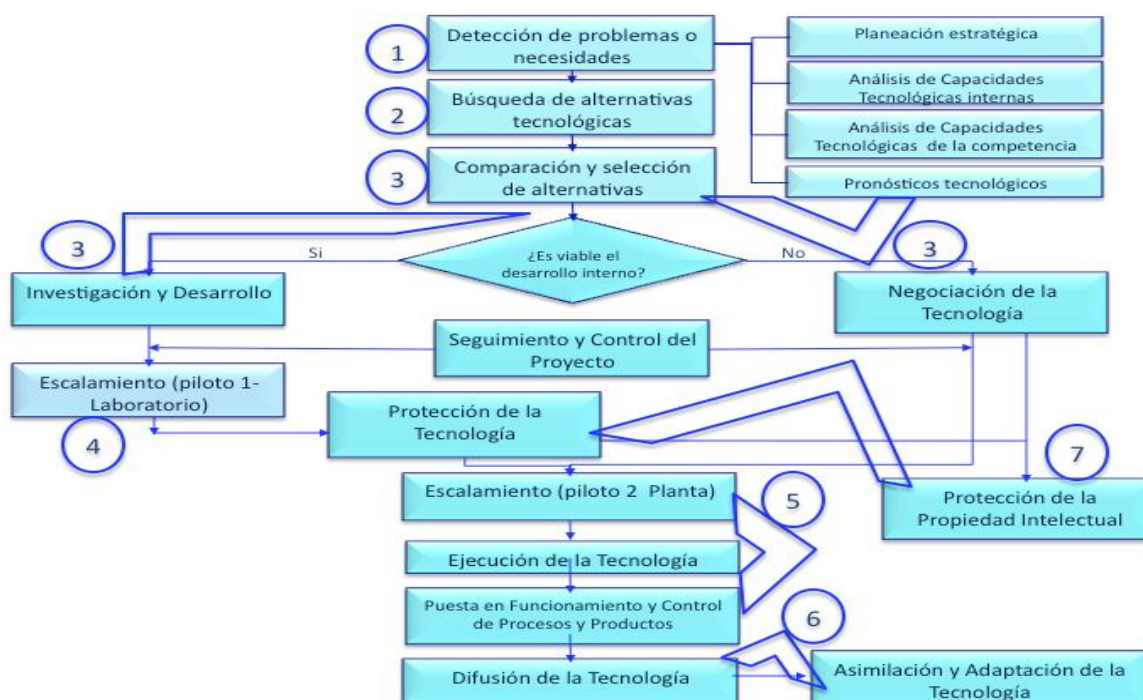 1
Detección de problemas o
necesidades
Planeación estratégica
Análisis de Capacidades
Tecnológicas internas
2
Búsqueda de alternativas
tecnológicas
Análisis de Capacidades
Tecnológicas de la competencia
3
Comparación y selección
de alternativas
Pronósticos tecnológicos
3
Si
¿Es viable el
desarrollo interno?
No
3
Investigación y Desarrollo
Negociación de la
Tecnología
Seguimiento y Control del
Proyecto
Escalamiento (piloto 1-
Laboratorio)
4
Protección de la
Tecnología
7
Protección de la
Propiedad Intelectual
Escalamiento (piloto 2 Planta)
5
Ejecución de la Tecnología
Puesta en Funcionamiento y Control
de Procesos y Productos
6
Difusión de la Tecnología
Asimilación y Adaptación de la
Tecnología